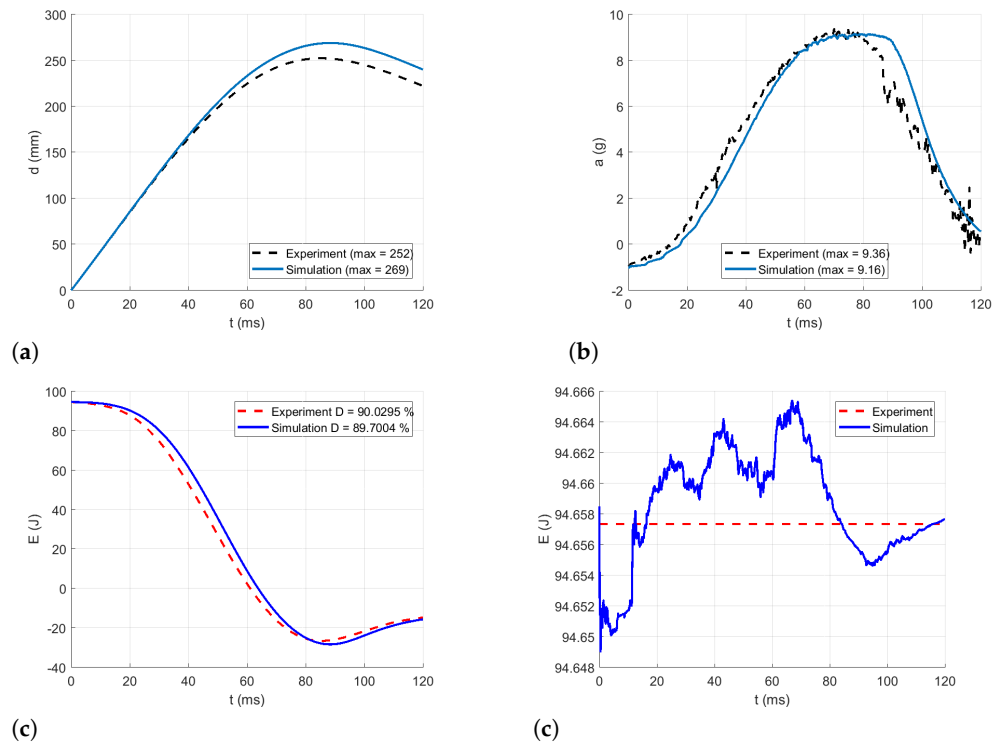 300
250
200
150
100
50
0
d (mm)
0 20 40 60 80 100 120
t (ms)
Experiment (max = 252)
Simulation (max = 269)
(a)
10
8
6
4
2
0
-2
a (g)
0 20 40 60 80 100 120
t (ms)
Experiment (max = 9.36)
Simulation (max = 9.16)
(b)
100
80
60
40
20
0
-20
-40
E (J)
0 20 40 60 80 100 120
t (ms)
Experiment D = 90.0295 %
Simulation D = 89.7004 %
(c)
94.666
94.664
94.662
94.66
94.658
94.656
94.654
94.652
94.65
94.648
E (J)
0 20 40 60 80 100 120
t (ms)
Experiment
Simulation
(c)